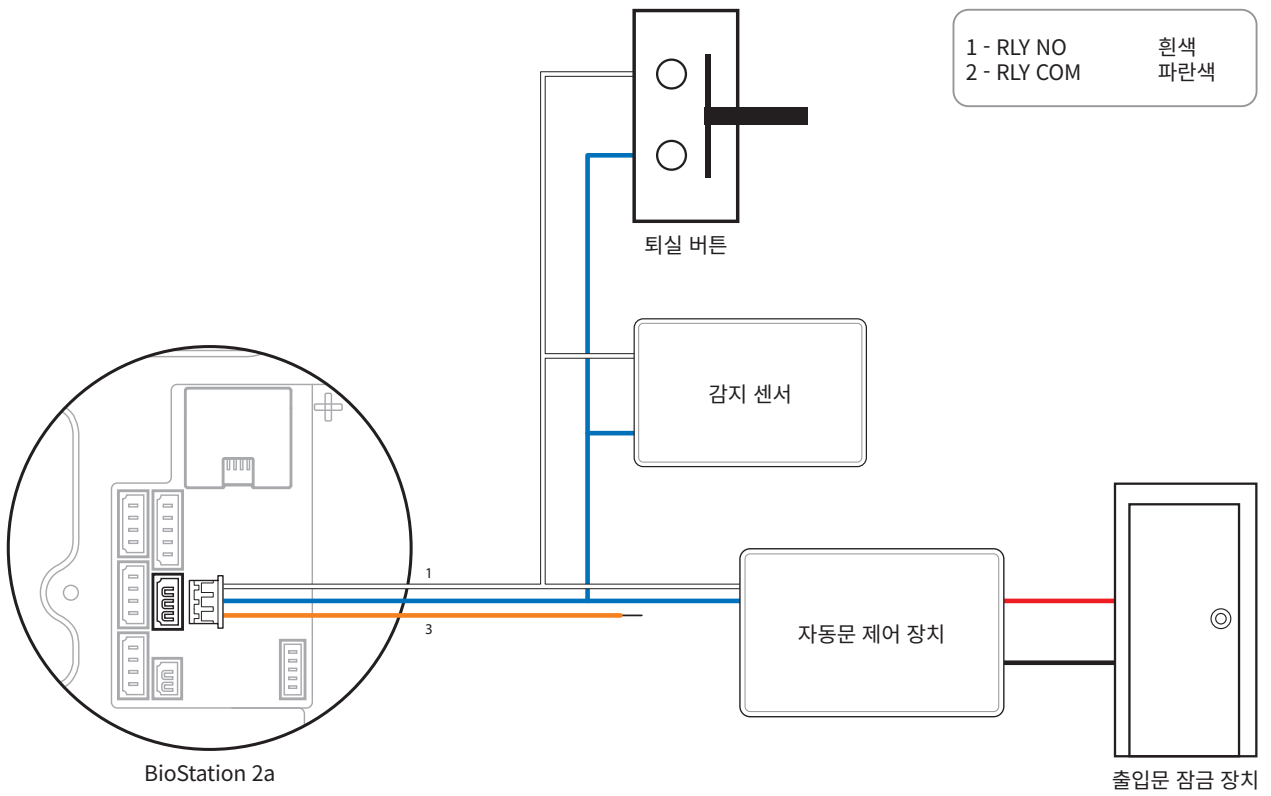 1 - RLY NO 흰색
2 - RLY COM 파란색
퇴실 버튼
감지 센서
1
3
자동문 제어 장치
BioStation 2a
출입문 잠금 장치